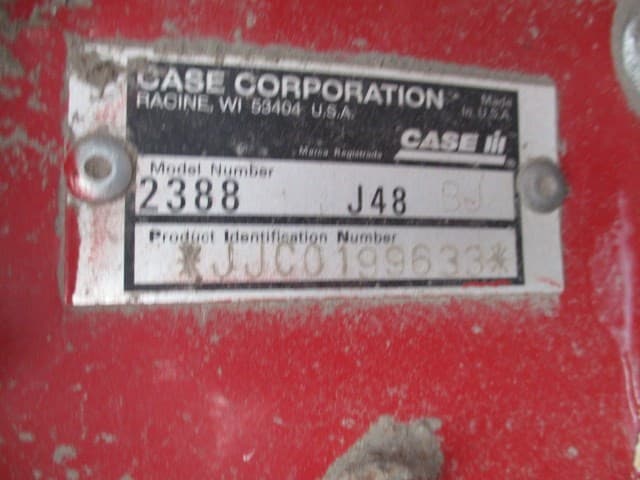 CASE CORPORATION
RACINE, WI 53404 U.S.A.
Made
in U.S.A.
Marca Registrada
CASE IH
Model Number
2388 J48 BJ
Product Identification Number
*JJC0199633*